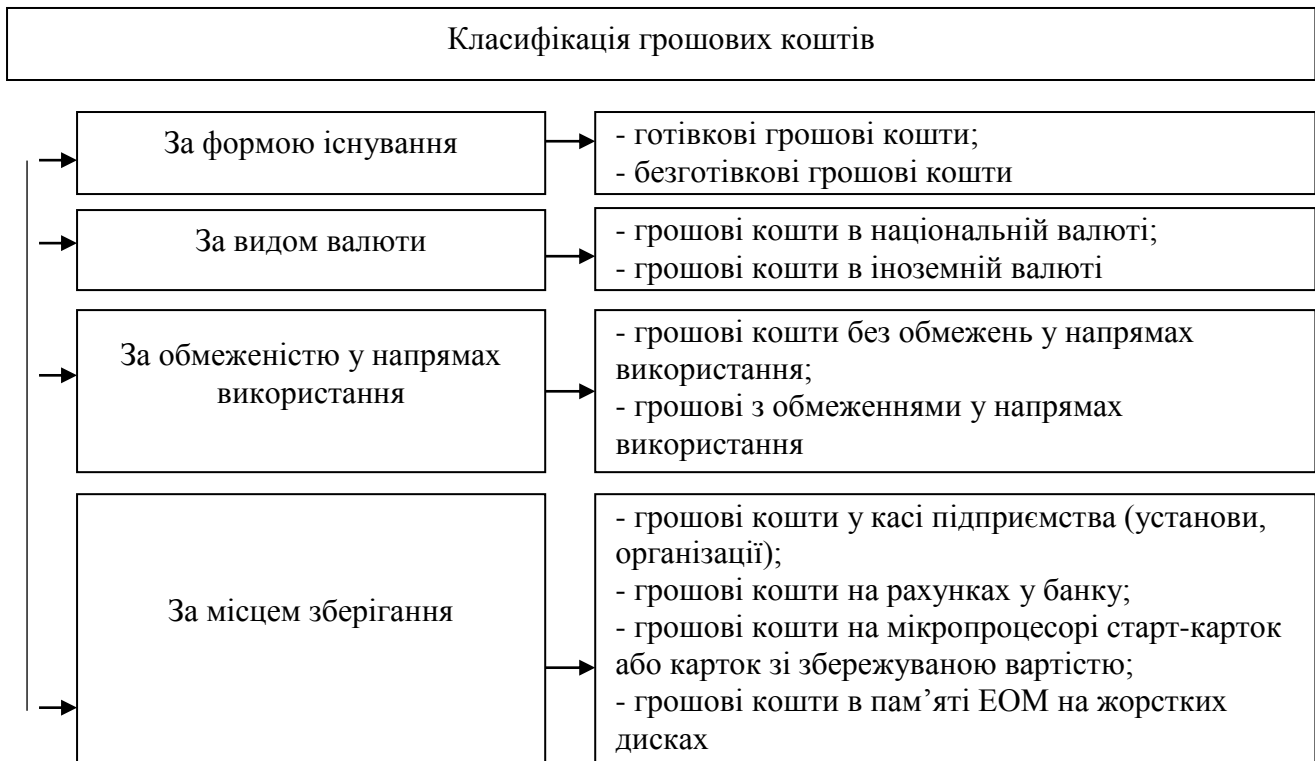 Класифікація грошових коштів
За формою існування
- готівкові грошові кошти;
- безготівкові грошові кошти
За видом валюти
- грошові кошти в національній валюті;
- грошові кошти в іноземній валюті
За обмеженістю у напрямах
використання
- грошові кошти без обмежень у напрямах
використання;
- грошові з обмеженнями у напрямах
використання
За місцем зберігання
- грошові кошти у касі підприємства (установи,
організації);
- грошові кошти на рахунках у банку;
- грошові кошти на мікропроцесорі старт-карток
або карток зі збережуваною вартістю;
- грошові кошти в пам’яті ЕОМ на жорстких
дисках